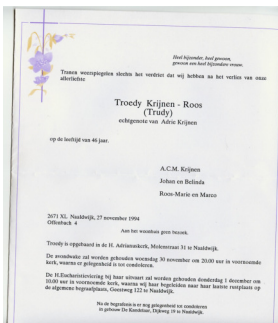 Heel bijzonder, heel gewoon,
gewoon een heel bijzondere vrouw.
Tranen weerspiegelen slechts het verdriet dat wij hebben na het verlies van onze
allerliefste
Troedy Krijnen - Roos
(Trudy)
echtgenote van Adrie Krijnen
op de leeftijd van 46 jaar.
A.C.M. Krijnen
Johan en Belinda
Roos-Marie en Marco
2671 XL Naaldwijk, 27 november 1994
Offenbach 4
Aan het woonhuis geen bezoek.
Troedy is opgebaard in de H. Adrianuskerk, Molenstraat 31 te Naaldwijk.
De avondwake zal worden gehouden woensdag 30 november om 20.00 uur in voornoemde
kerk, waarna er gelegenheid is tot condoleren.
De H.Eucharistieviering bij haar uitvaart zal worden gehouden donderdag 1 december om
10.00 uur in voornoemde kerk, waarna wij haar begeleiden naar haar laatste rustplaats op
de algemene begraafplaats, Geestweg 122 te Naaldwijk.
Na de begrafenis is er nog gelegenheid tot condoleren
in gebouw De Kandelaar, Dijkweg 19 te Naaldwijk.